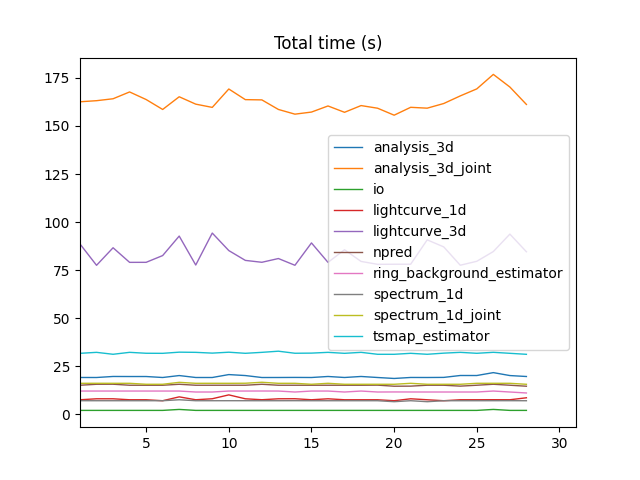 Total time (s)
175
150
125
100
75
50
25
0
analysis_3d
analysis_3d_joint
io
lightcurve_1d
lightcurve_3d
npred
ring_background_estimator
spectrum_1d
spectrum_1d_joint
tsmap_estimator
5 10 15 20 25 30